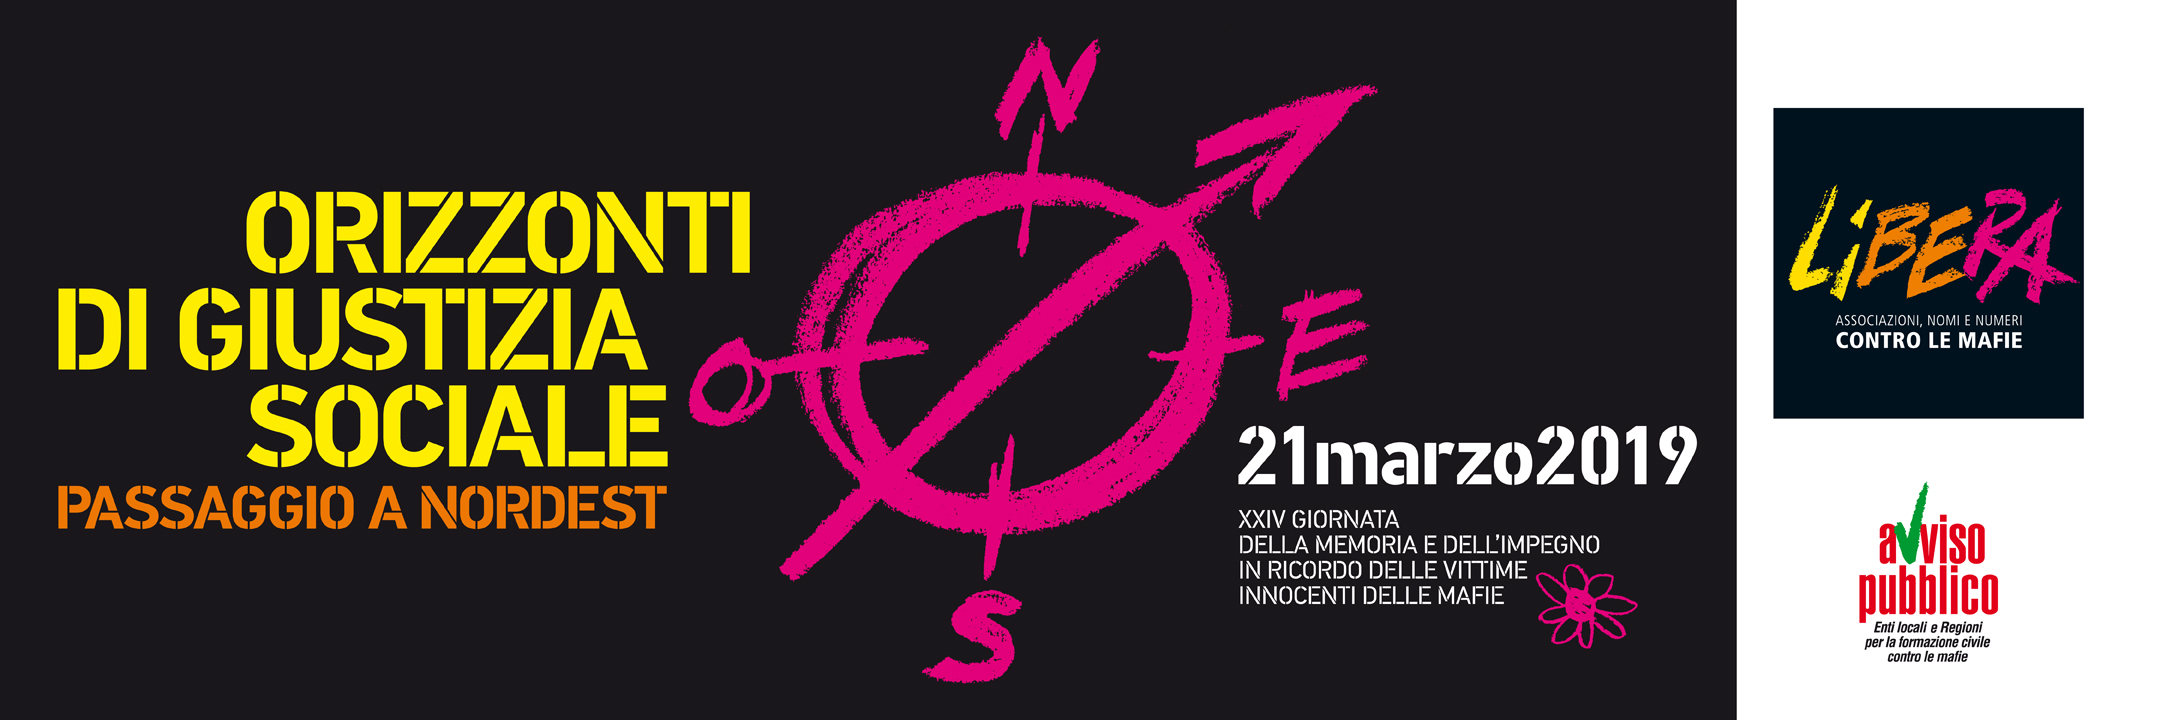 ORIZZONTI
DI GIUSTIZIA
SOCIALE
PASSAGGIO A NORDEST
N
O
E
S
21marzo2019
XXIV GIORNATA
DELLA MEMORIA E DELL'IMPEGNO
IN RICORDO DELLE VITTIME
INNOCENTI DELLE MAFIE
LiBERA
ASSOCIAZIONI, NOMI E NUMERI
CONTRO LE MAFIE
avviso
pubblico
Enti locali e Regioni
per la formazione civile
contro le mafie